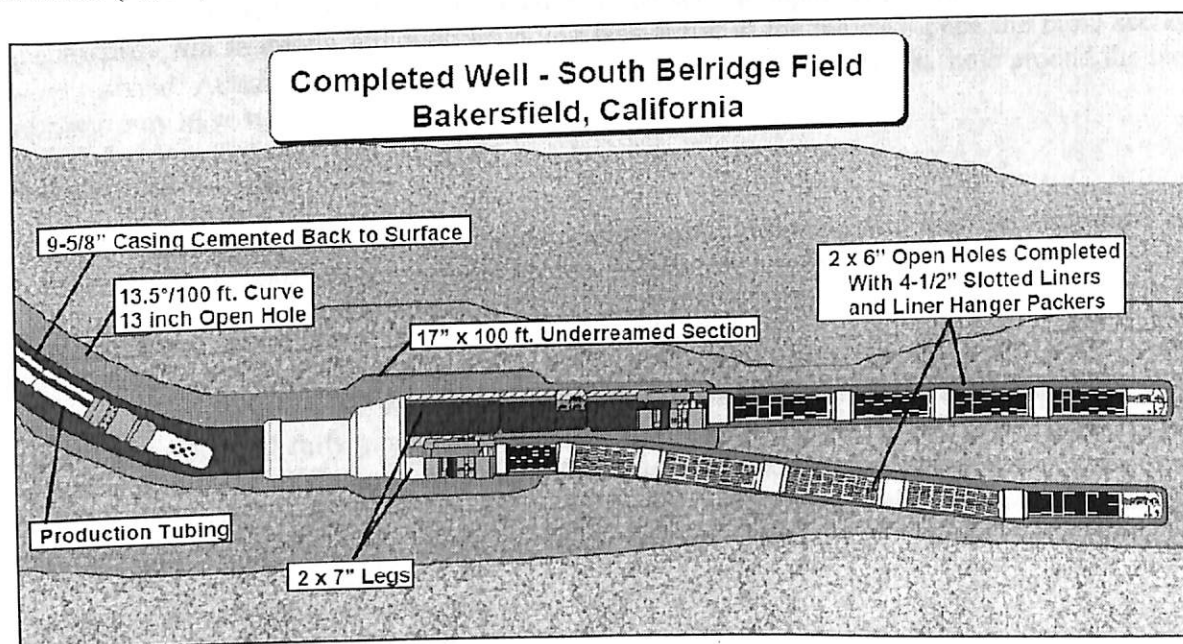 Completed Well - South Belridge Field
Bakersfield, California
9-5/8" Casing Cemented Back to Surface
13.5°/100 ft. Curve
13 inch Open Hole
17" x 100 ft. Underreamed Section
2 x 6" Open Holes Completed
With 4-1/2" Slotted Liners
and Liner Hanger Packers
Production Tubing
2 x 7" Legs